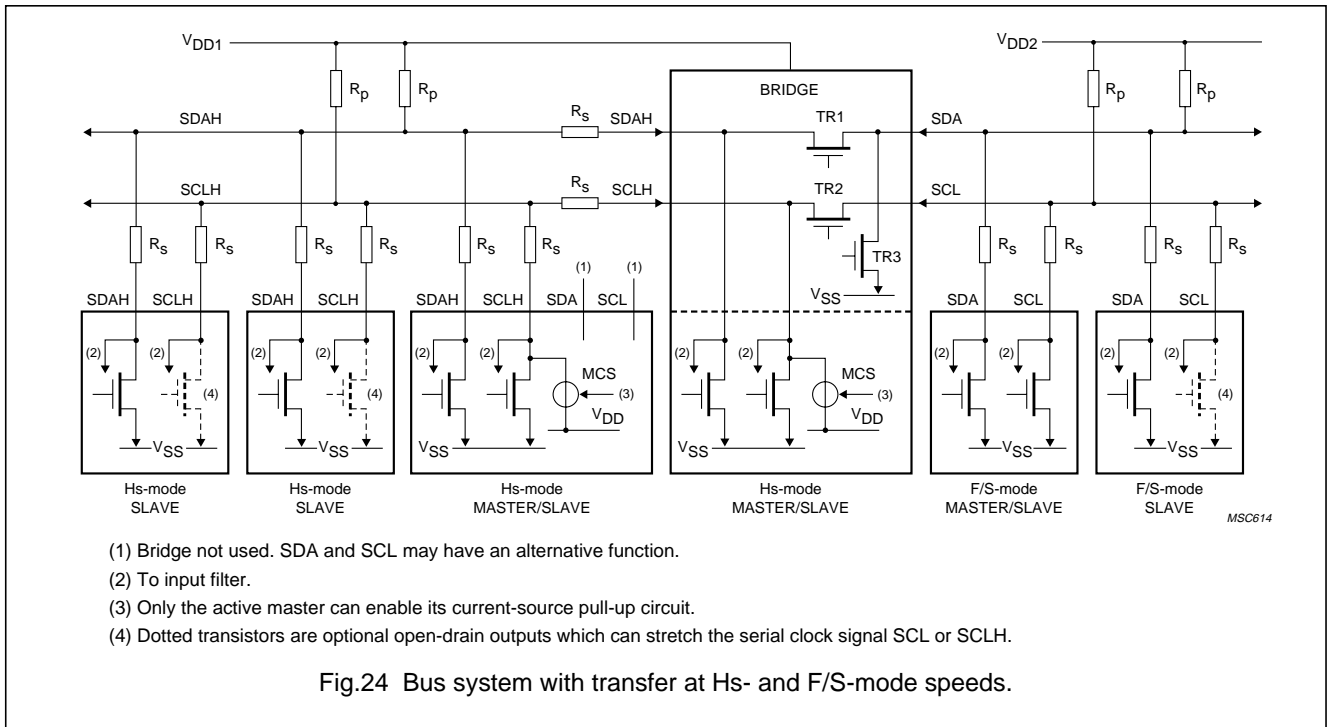 VDD1
VDD2
BRIDGE
Rp Rp
Rp Rp
SDAH
Rs
SDAH
TR1
SDA
SCLH
Rs
SCLH
TR2
SCL
Rs Rs Rs Rs Rs Rs
TR3
Rs Rs Rs Rs
(1) (1)
VSS
SDAH SCLH SDAH SCLH SDAH SCLH SDA SCL
SDA SCL SDA SCL
(2) (2) (4) (2) (2) (4) (2) (2) MCS (3) (2) (2) MCS (3) (2) (2) (2) (2) (4)
VDD VDD
VSS VSS VSS VSS VSS VSS
Hs-mode
SLAVE
Hs-mode
SLAVE
Hs-mode
MASTER/SLAVE
Hs-mode
MASTER/SLAVE
F/S-mode
MASTER/SLAVE
F/S-mode
SLAVE
MSC614
(1) Bridge not used. SDA and SCL may have an alternative function.
(2) To input filter.
(3) Only the active master can enable its current-source pull-up circuit.
(4) Dotted transistors are optional open-drain outputs which can stretch the serial clock signal SCL or SCLH.
Fig.24 Bus system with transfer at Hs- and F/S-mode speeds.